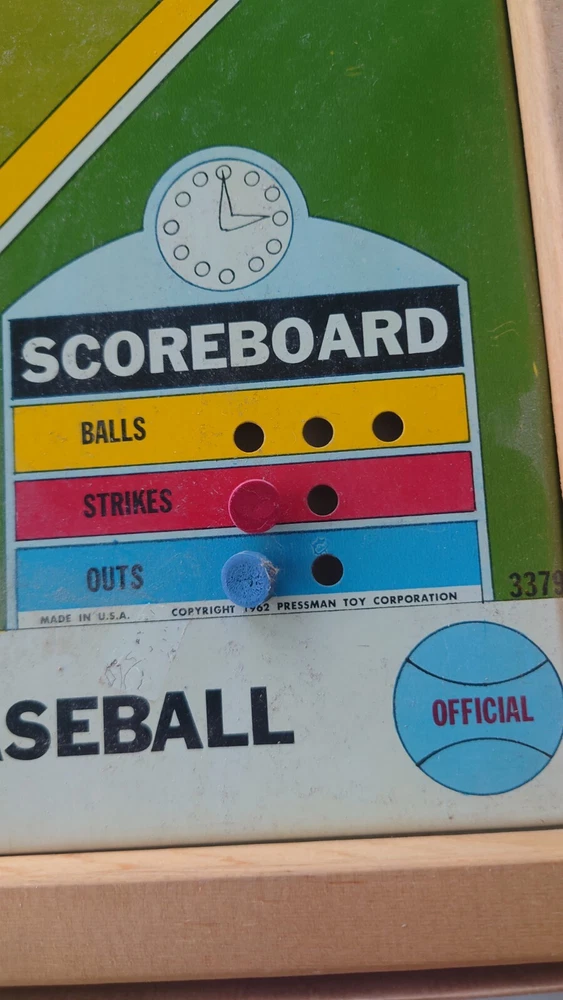 SCOREBOARD
BALLS
STRIKES
OUTS
3379
MADE IN U.S.A. COPYRIGHT 1962 PRESSMAN TOY CORPORATION
ASEBALL
OFFICIAL